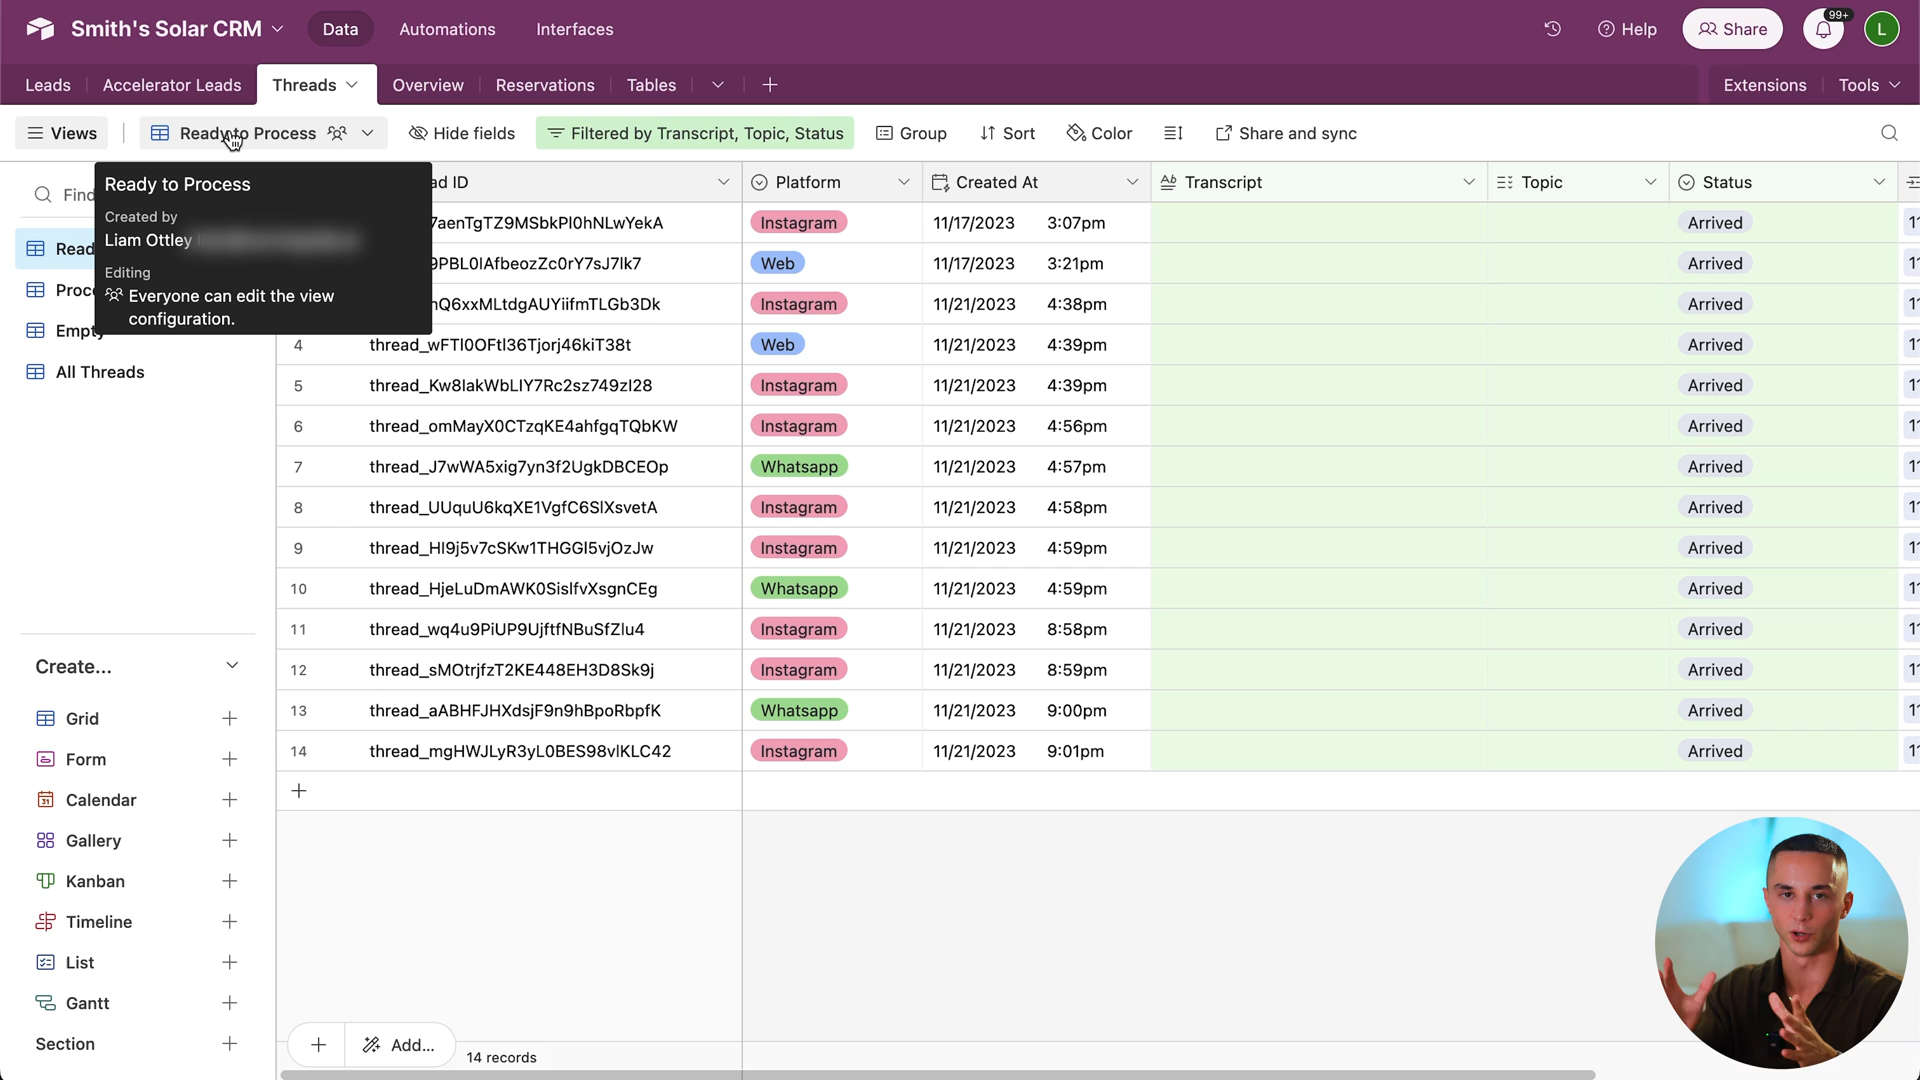 Smith's Solar CRM
Data
Automations
Interfaces
Help
Share
99+
L
Leads
Accelerator Leads
Threads
Overview
Reservations
Tables
Extensions
Tools
Views
Ready to Process
Hide fields
Filtered by Transcript, Topic, Status
Group
Sort
Color
Share and sync
Find
Ready to Process
Created by
Liam Ottley
Editing
Everyone can edit the view
configuration.
Read
Proc
Empty
All Threads
ad ID
Platform
Created At
Transcript
Topic
Status
7aenTgTZ9MSbkPI0hNLwYekA Instagram 11/17/2023 3:07pm Arrived
9PBL0IAfbeozZc0rY7sJ7lk7 Web 11/17/2023 3:21pm Arrived
nQ6xxMLtdgAUYiifmTLGb3Dk Instagram 11/21/2023 4:38pm Arrived
4 thread_wFTI0OFtI36Tjorj46kiT38t Web 11/21/2023 4:39pm Arrived
5 thread_Kw8IakWbLIY7Rc2sz749zI28 Instagram 11/21/2023 4:39pm Arrived
6 thread_omMayX0CTzqKE4ahfgqTQbKW Instagram 11/21/2023 4:56pm Arrived
7 thread_J7wWA5xig7yn3f2UgkDBCEOp Whatsapp 11/21/2023 4:57pm Arrived
8 thread_UUquU6kqXE1VgfC6SIXsvetA Instagram 11/21/2023 4:58pm Arrived
9 thread_HI9j5v7cSKw1THGGI5vjOzJw Instagram 11/21/2023 4:59pm Arrived
10 thread_HjeLuDmAWK0SislfvXsgnCEg Whatsapp 11/21/2023 4:59pm Arrived
11 thread_wq4u9PiUP9UjftfNBuSfZlu4 Instagram 11/21/2023 8:58pm Arrived
12 thread_sMOtrjfzT2KE448EH3D8Sk9j Instagram 11/21/2023 8:59pm Arrived
13 thread_aABHFJHXdsjF9n9hBpoRbpfK Whatsapp 11/21/2023 9:00pm Arrived
14 thread_mgHWJLyR3yL0BES98vlKLC42 Instagram 11/21/2023 9:01pm Arrived
Create...
Grid
Form
Calendar
Gallery
Kanban
Timeline
List
Gantt
Section
Add...
14 records